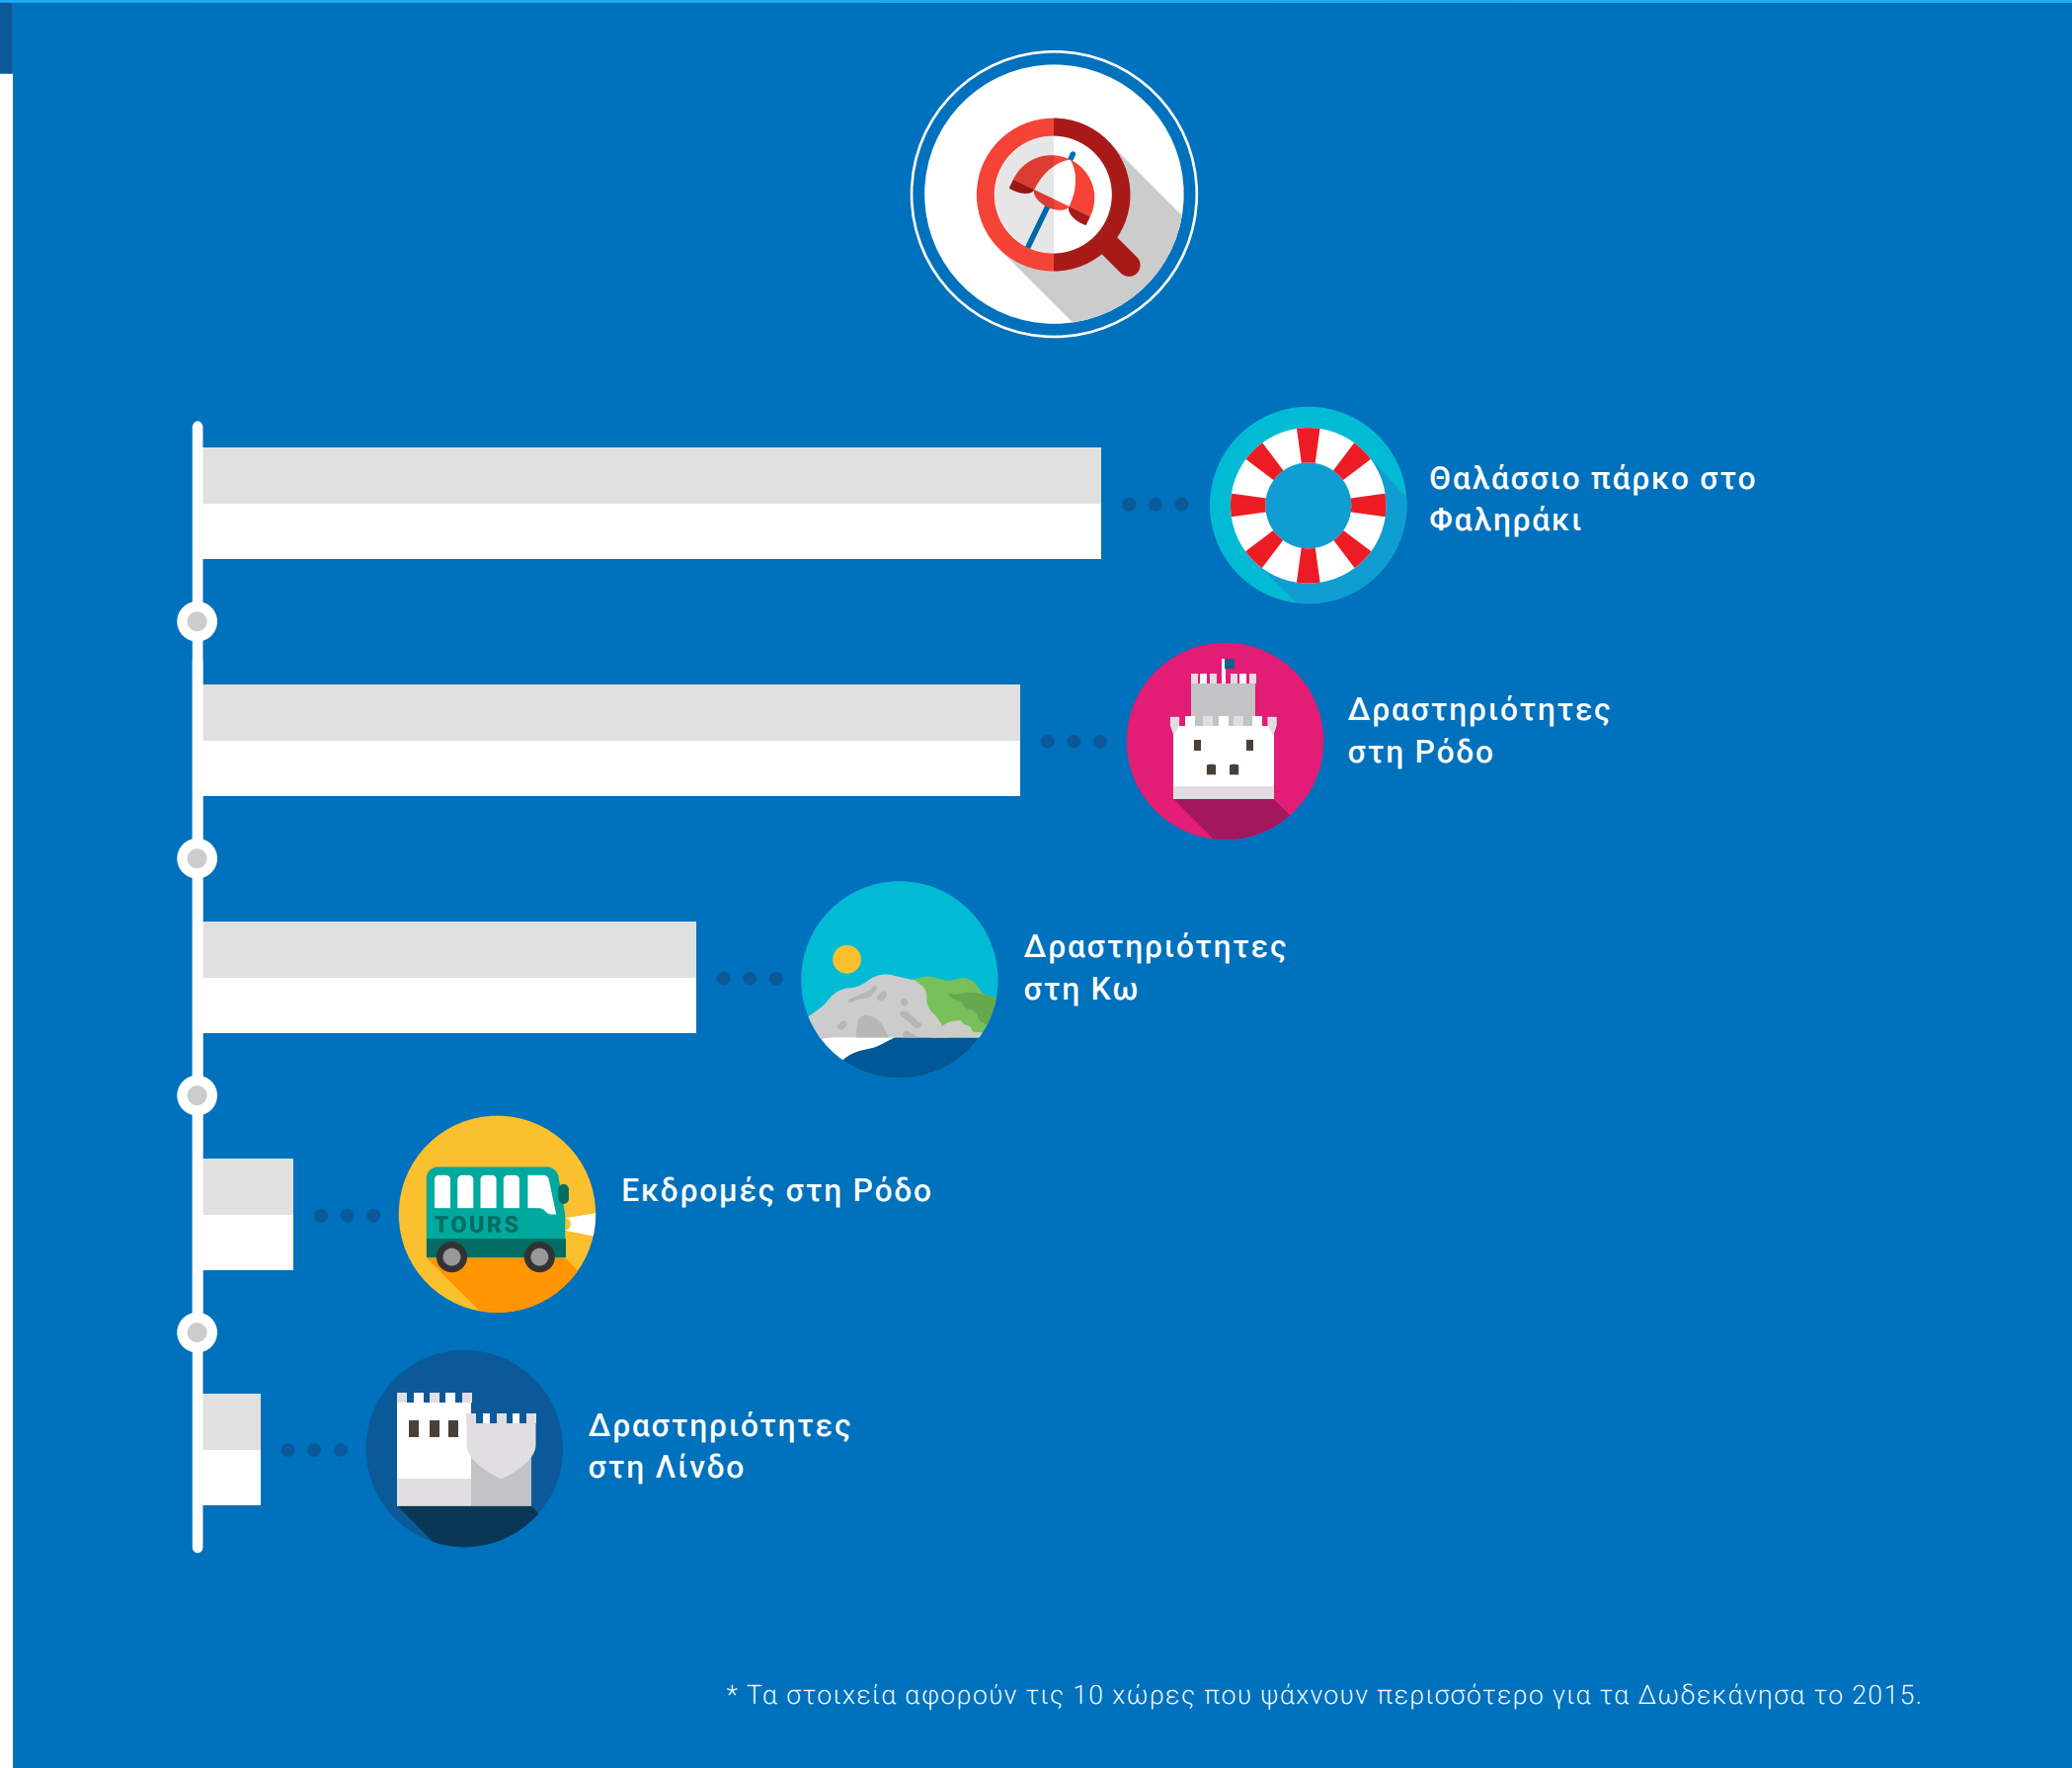 Θαλάσσιο πάρκο στο
Φαληράκι
Δραστηριότητες
στη Ρόδο
Δραστηριότητες
στη Κω
Εκδρομές στη Ρόδο
TOURS
Δραστηριότητες
στη Λίνδο
* Τα στοιχεία αφορούν τις 10 χώρες που ψάχνουν περισσότερο για τα Δωδεκάνησα το 2015.